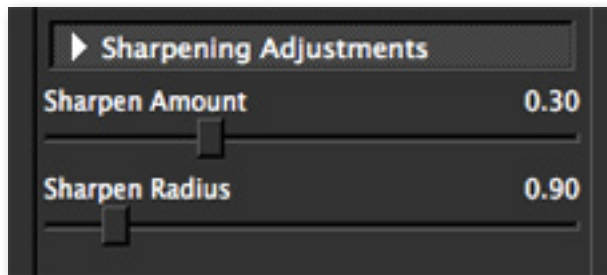 Sharpening Adjustments
Sharpen Amount 0.30
Sharpen Radius 0.90